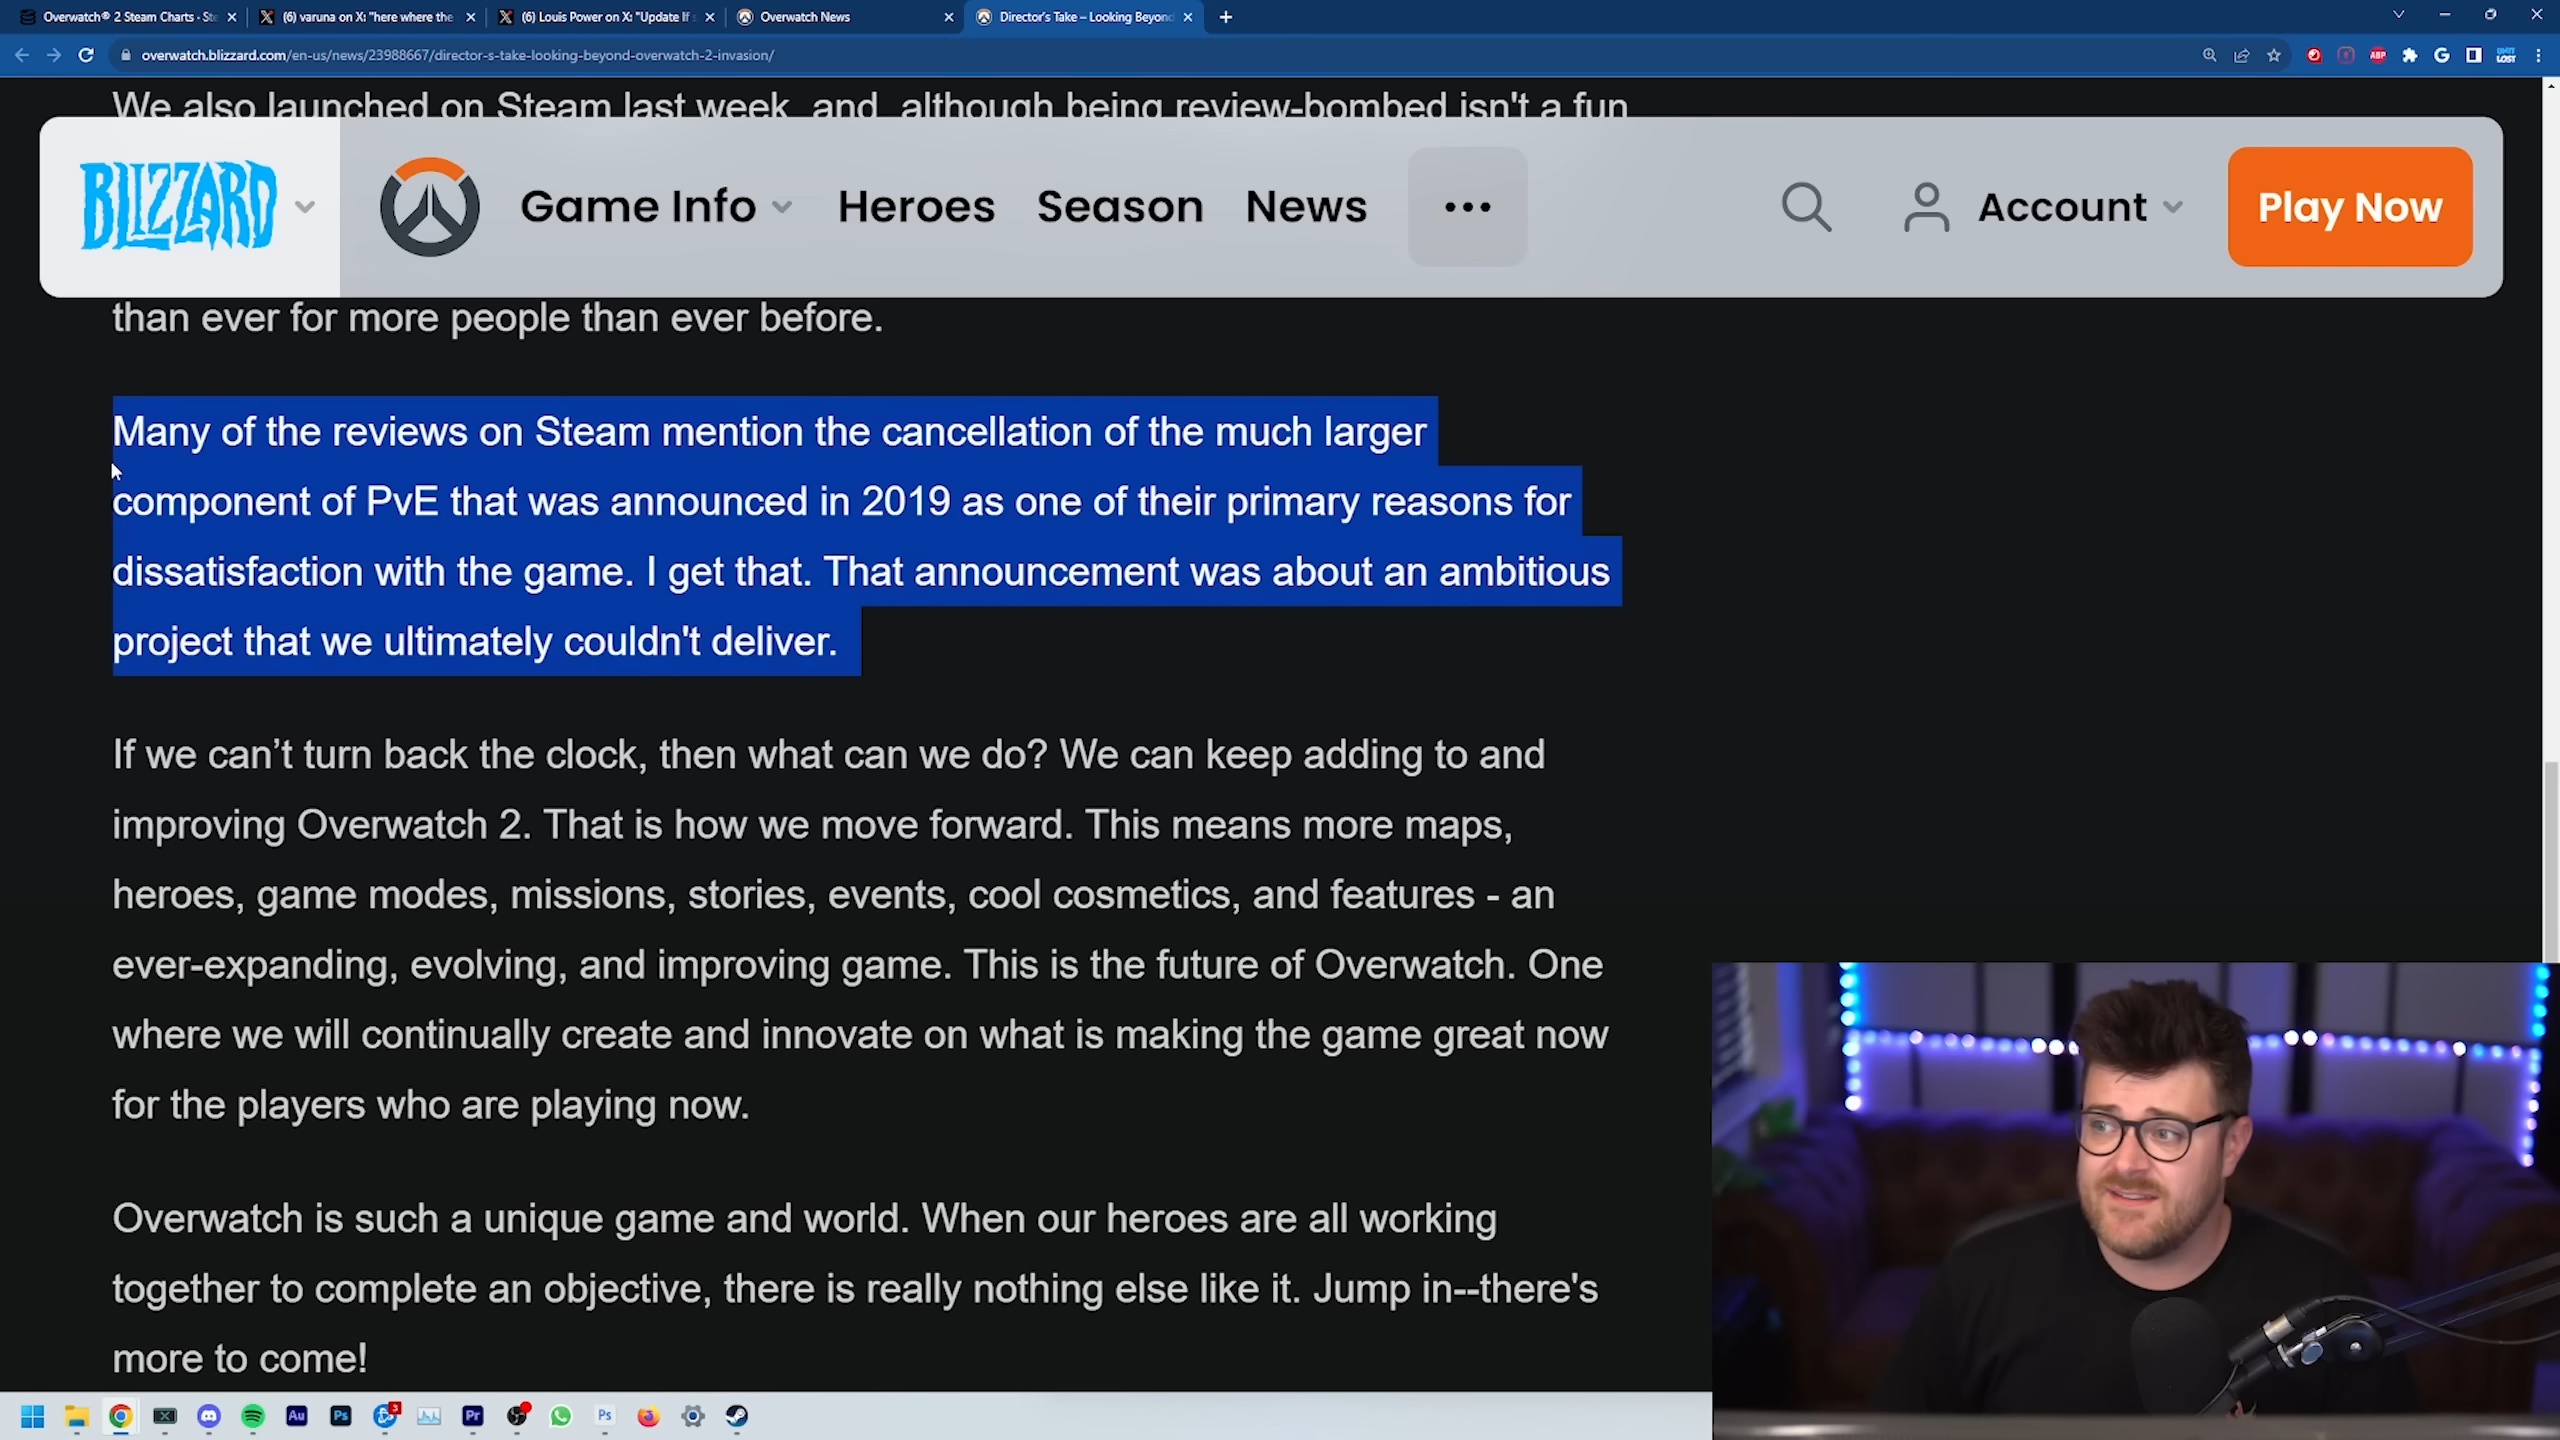 Overwatch® 2 Steam Charts · Ste
(6) varuna on X: "here where the
(6) Louis Power on X: "Update If
Overwatch News
Director's Take – Looking Beyond
overwatch.blizzard.com/en-us/news/23988667/director-s-take-looking-beyond-overwatch-2-invasion/
ABP
We also launched on Steam last week, and, although being review-bombed isn't a fun
BLIZZARD
Game Info
Heroes
Season
News
Account
Play Now
than ever for more people than ever before.
Many of the reviews on Steam mention the cancellation of the much larger
component of PvE that was announced in 2019 as one of their primary reasons for
dissatisfaction with the game. I get that. That announcement was about an ambitious
project that we ultimately couldn't deliver.
If we can’t turn back the clock, then what can we do? We can keep adding to and
improving Overwatch 2. That is how we move forward. This means more maps,
heroes, game modes, missions, stories, events, cool cosmetics, and features - an
ever-expanding, evolving, and improving game. This is the future of Overwatch. One
where we will continually create and innovate on what is making the game great now
for the players who are playing now.
Overwatch is such a unique game and world. When our heroes are all working
together to complete an objective, there is really nothing else like it. Jump in--there's
more to come!
Au
Ps
3
Pr
Ps